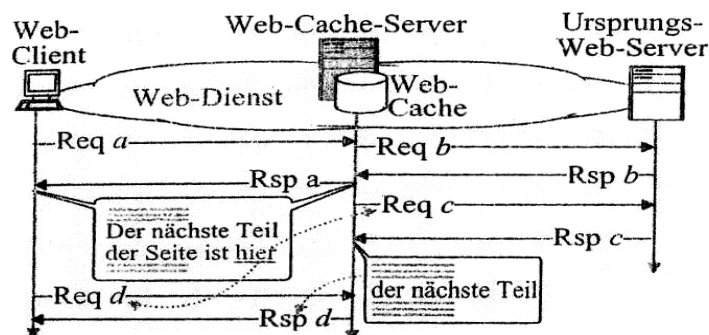 Web-
Client
Web-Cache-Server
Ursprungs-
Web-Server
Web-Dienst
Web-
Cache
Req a
Req b
Rsp a
Rsp b
Req c
Der nächste Teil
der Seite ist hier
Rsp c
Req d
der nächste Teil
Rsp d